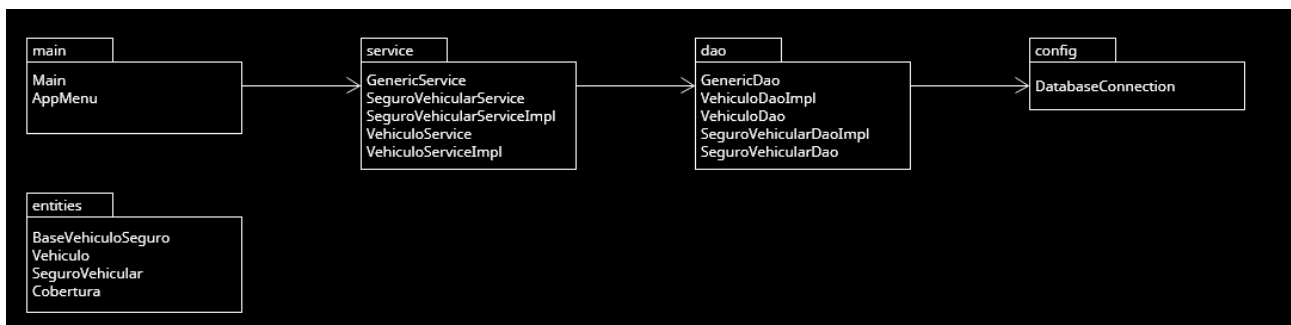 main
Main
AppMenu
service
GenericService
SeguroVehicularService
SeguroVehicularServiceImpl
VehiculoService
VehiculoServiceImpl
dao
GenericDao
VehiculoDaoImpl
VehiculoDao
SeguroVehicularDaoImpl
SeguroVehicularDao
config
DatabaseConnection
entities
BaseVehiculoSeguro
Vehiculo
SeguroVehicular
Cobertura